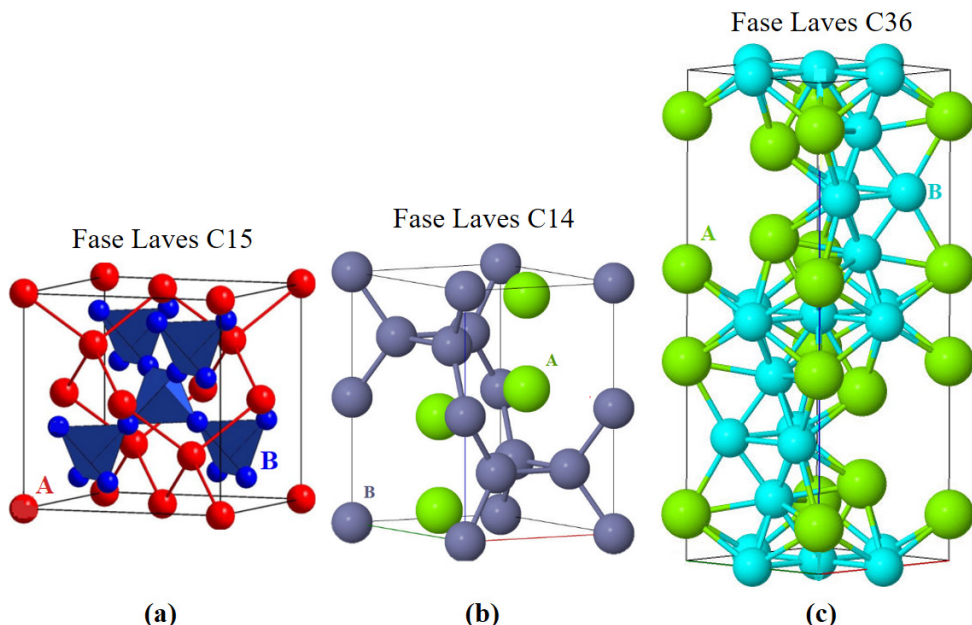 Fase Laves C15
A
B
(a)
Fase Laves C14
A
B
(b)
Fase Laves C36
A
B
(c)